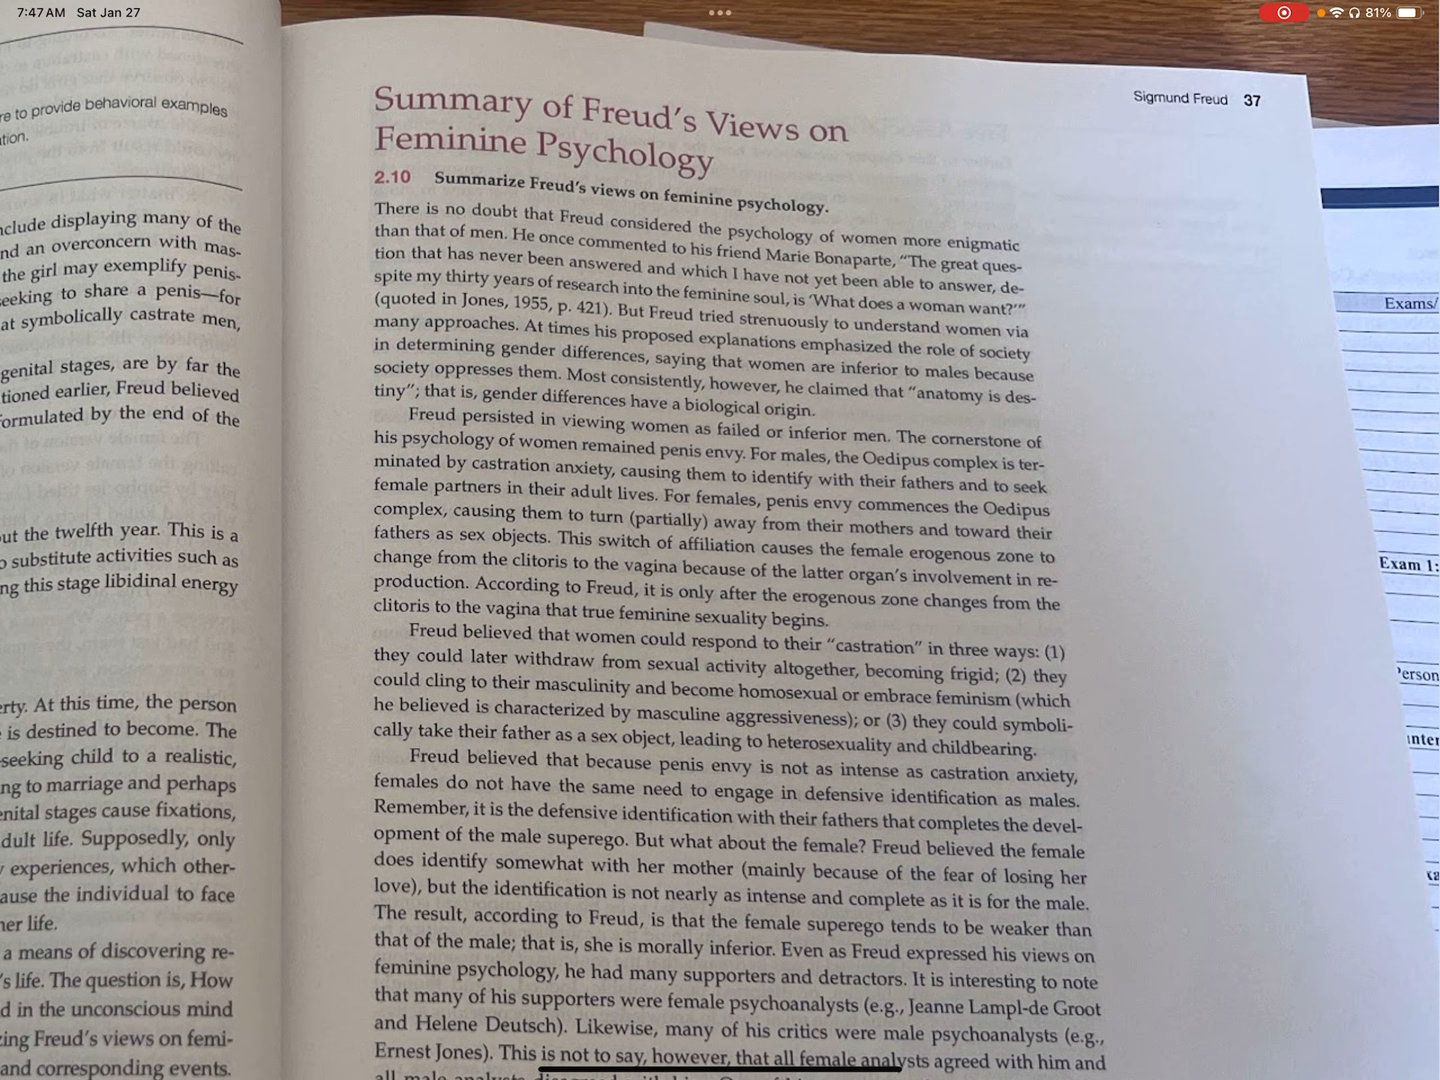 7:47 AM Sat Jan 27
81%
re to provide behavioral examples
tion.
nclude displaying many of the
nd an overconcern with mas-
the girl may exemplify penis-
seeking to share a penis—for
at symbolically castrate men,
genital stages, are by far the
tioned earlier, Freud believed
formulated by the end of the
out the twelfth year. This is a
o substitute activities such as
ng this stage libidinal energy
erty. At this time, the person
is destined to become. The
-seeking child to a realistic,
ng to marriage and perhaps
enital stages cause fixations,
dult life. Supposedly, only
y experiences, which other-
ause the individual to face
her life.
a means of discovering re-
's life. The question is, How
d in the unconscious mind
zing Freud's views on femi-
and corresponding events.
Sigmund Freud 37
Summary of Freud's Views on
Feminine Psychology
2.10 Summarize Freud's views on feminine psychology.
There is no doubt that Freud considered the psychology of women more enigmatic
than that of men. He once commented to his friend Marie Bonaparte, "The great ques-
tion that has never been answered and which I have not yet been able to answer, de-
spite my thirty years of research into the feminine soul, is 'What does a woman want?'"
(quoted in Jones, 1955, p. 421). But Freud tried strenuously to understand women via
many approaches. At times his proposed explanations emphasized the role of society
in determining gender differences, saying that women are inferior to males because
society oppresses them. Most consistently, however, he claimed that "anatomy is des-
tiny"; that is, gender differences have a biological origin.
Freud persisted in viewing women as failed or inferior men. The cornerstone of
his psychology of women remained penis envy. For males, the Oedipus complex is ter-
minated by castration anxiety, causing them to identify with their fathers and to seek
female partners in their adult lives. For females, penis envy commences the Oedipus
complex, causing them to turn (partially) away from their mothers and toward their
fathers as sex objects. This switch of affiliation causes the female erogenous zone to
change from the clitoris to the vagina because of the latter organ's involvement in re-
production. According to Freud, it is only after the erogenous zone changes from the
clitoris to the vagina that true feminine sexuality begins.
Freud believed that women could respond to their "castration" in three ways: (1)
they could later withdraw from sexual activity altogether, becoming frigid; (2) they
could cling to their masculinity and become homosexual or embrace feminism (which
he believed is characterized by masculine aggressiveness); or (3) they could symboli-
cally take their father as a sex object, leading to heterosexuality and childbearing.
Freud believed that because penis envy is not as intense as castration anxiety,
females do not have the same need to engage in defensive identification as males.
Remember, it is the defensive identification with their fathers that completes the devel-
opment of the male superego. But what about the female? Freud believed the female
does identify somewhat with her mother (mainly because of the fear of losing her
love), but the identification is not nearly as intense and complete as it is for the male.
The result, according to Freud, is that the female superego tends to be weaker than
that of the male; that is, she is morally inferior. Even as Freud expressed his views on
feminine psychology, he had many supporters and detractors. It is interesting to note
that many of his supporters were female psychoanalysts (e.g., Jeanne Lampl-de Groot
and Helene Deutsch). Likewise, many of his critics were male psychoanalysts (e.g.,
Ernest Jones). This is not to say, however, that all female analysts agreed with him and
Exams/
Exam 1:
Person